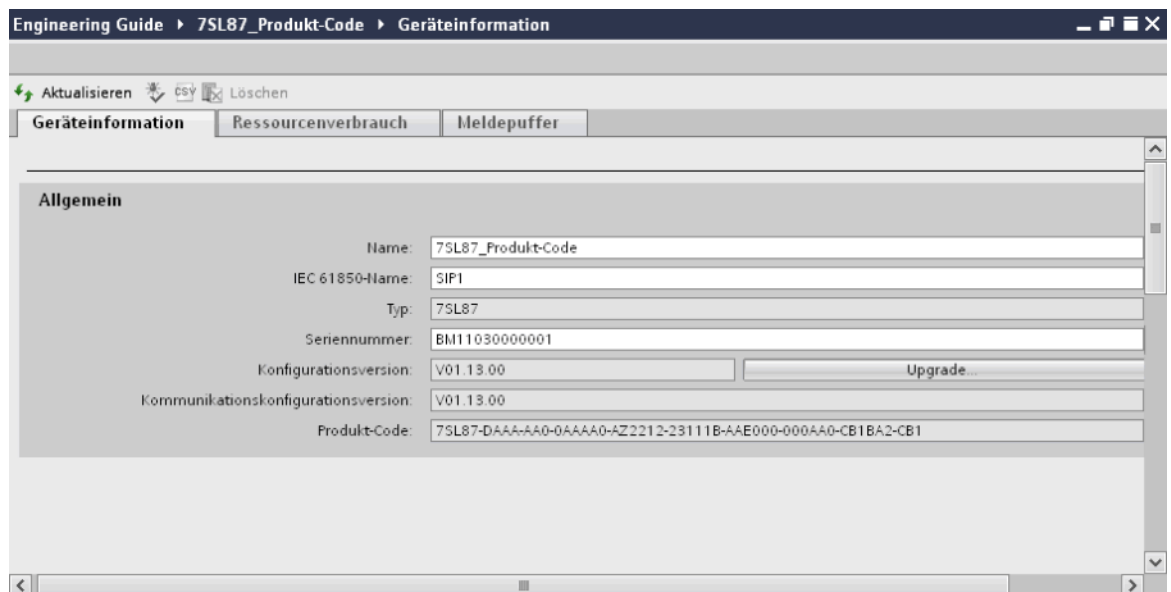 Engineering Guide ▸ 7SL87_Produkt-Code ▸ Geräteinformation
Aktualisieren CSV Löschen
Geräteinformation Ressourcenverbrauch Meldepuffer
Allgemein
Name: 7SL87_Produkt-Code
IEC 61850-Name: SIP1
Typ: 7SL87
Seriennummer: BM11030000001
Konfigurationsversion: V01.13.00 Upgrade...
Kommunikationskonfigurationsversion: V01.13.00
Produkt-Code: 7SL87-DAAA-AA0-0AAAA0-AZ2212-23111B-AAE000-000AA0-CB1BA2-CB1